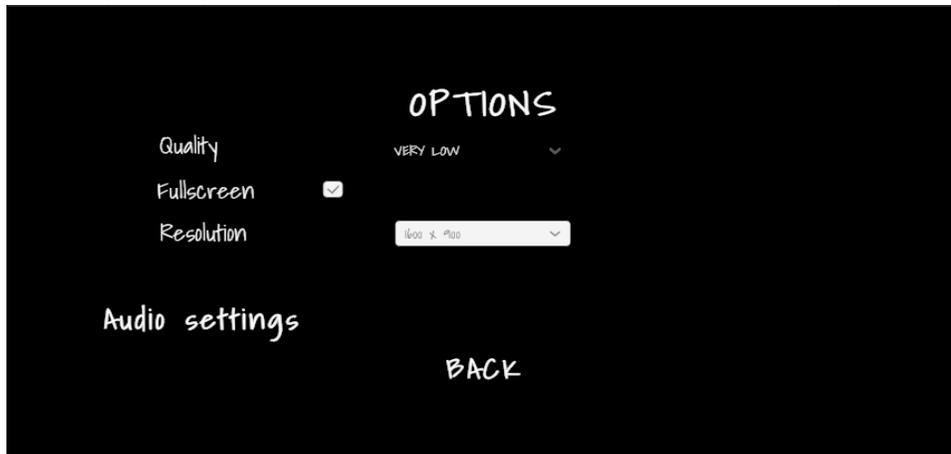 OPTIONS
Quality VERY LOW
Fullscreen
Resolution 1600 x 900
Audio settings
BACK